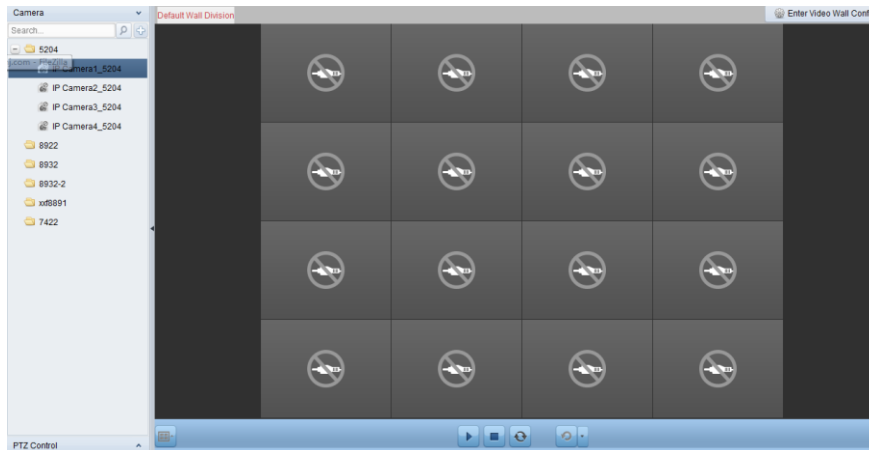 Camera
Default Wall Division
Enter Video Wall Conf
Search...
5204
IP Camera1_5204
IP Camera2_5204
IP Camera3_5204
IP Camera4_5204
8922
8932
8932-2
xxf8891
7422
PTZ Control